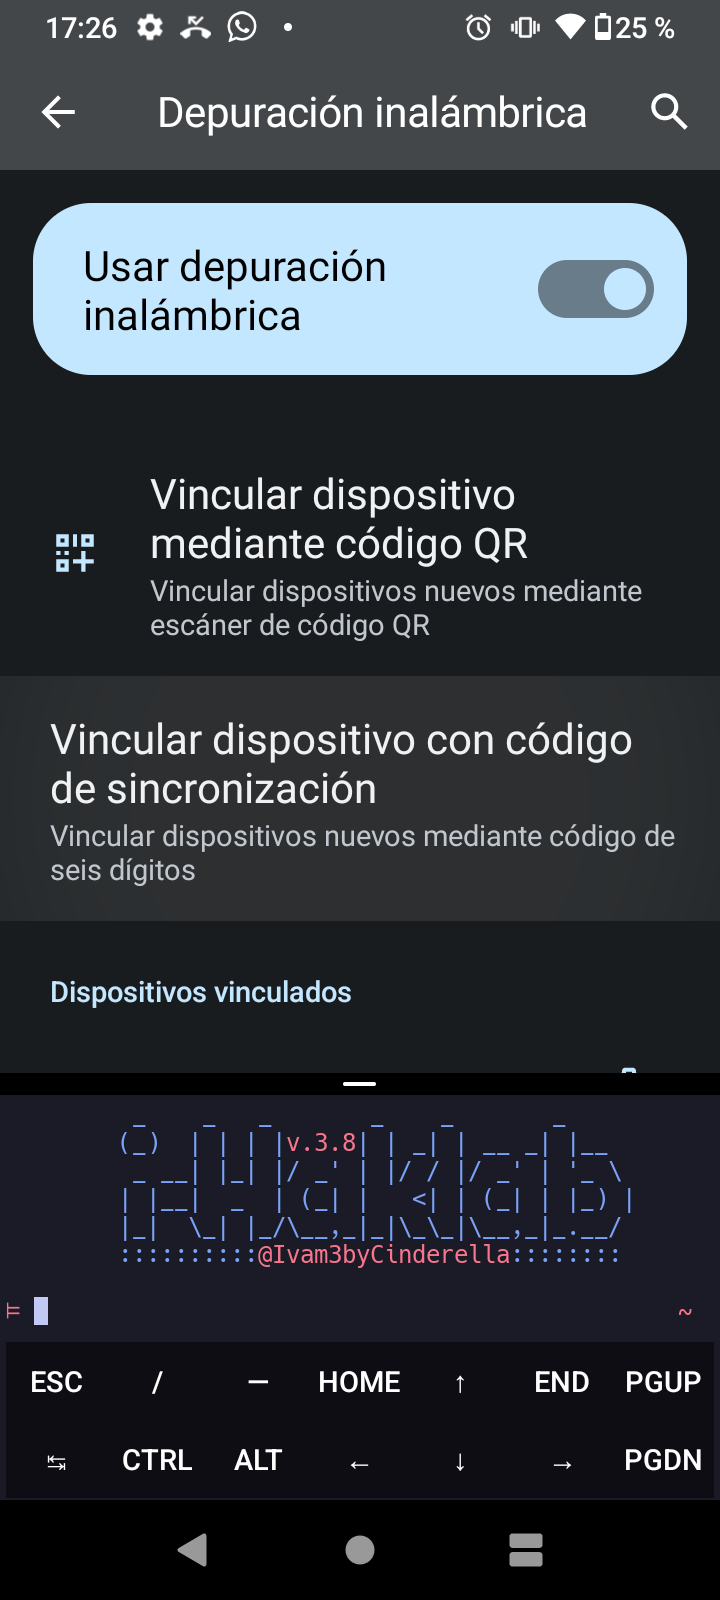 17:26
25 %
Depuración inalámbrica
Usar depuración
inalámbrica
Vincular dispositivo
mediante código QR
Vincular dispositivos nuevos mediante
escáner de código QR
Vincular dispositivo con código
de sincronización
Vincular dispositivos nuevos mediante código de
seis dígitos
Dispositivos vinculados
v.3.8
i-Haklab
::::::::::@Ivam3byCinderella::::::::
~
ESC / — HOME ↑ END PGUP
↹ CTRL ALT ← ↓ → PGDN